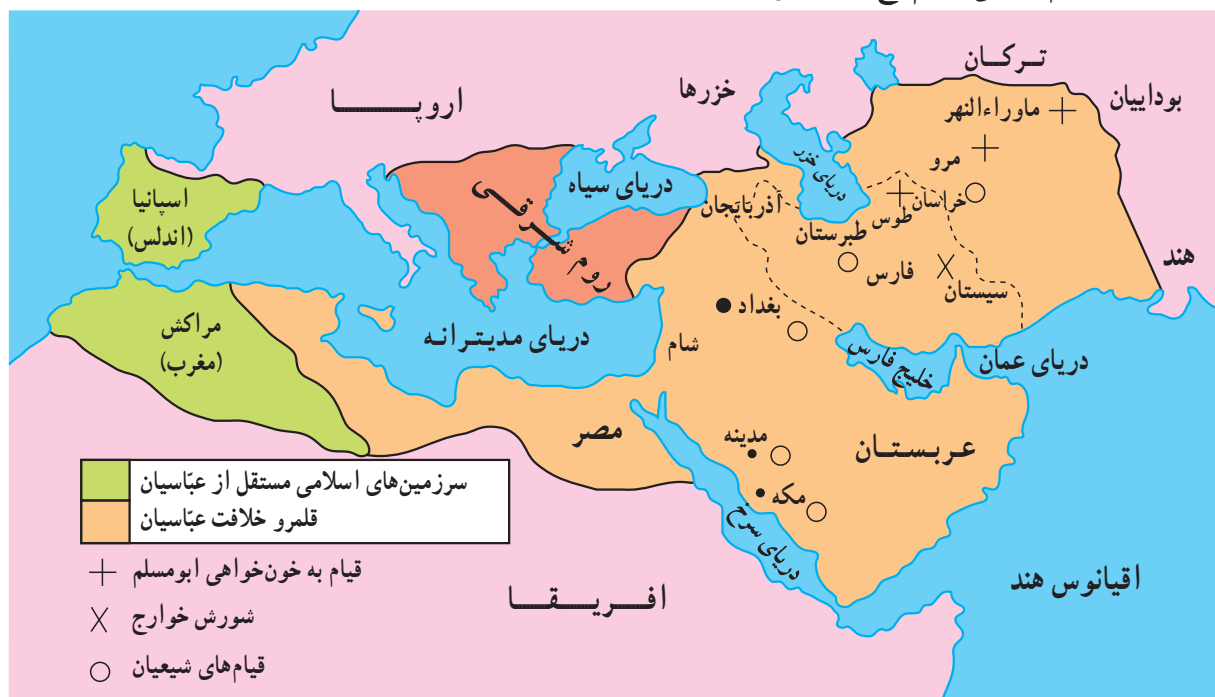 تركان
بوداییان
خزرها
اروپا
ماوراءالنهر
مرو
دریای خزر
دریای سیاه
روم شرقی
اسپانیا
(اندلس)
آذربایجان
خراسان
طوس
طبرستان
فارس
سیستان
هند
بغداد
مراکش
(مغرب)
دریای مدیترانه
شام
خلیج فارس
دریای عمان
مصر
مدینه
عربستان
مکه
دریای سرخ
اقیانوس هند
افریقا
سرزمین‌های اسلامی مستقل از عبّاسیان
قلمرو خلافت عبّاسیان
قیام به خون‌خواهی ابومسلم
شورش خوارج
قیام‌های شیعیان